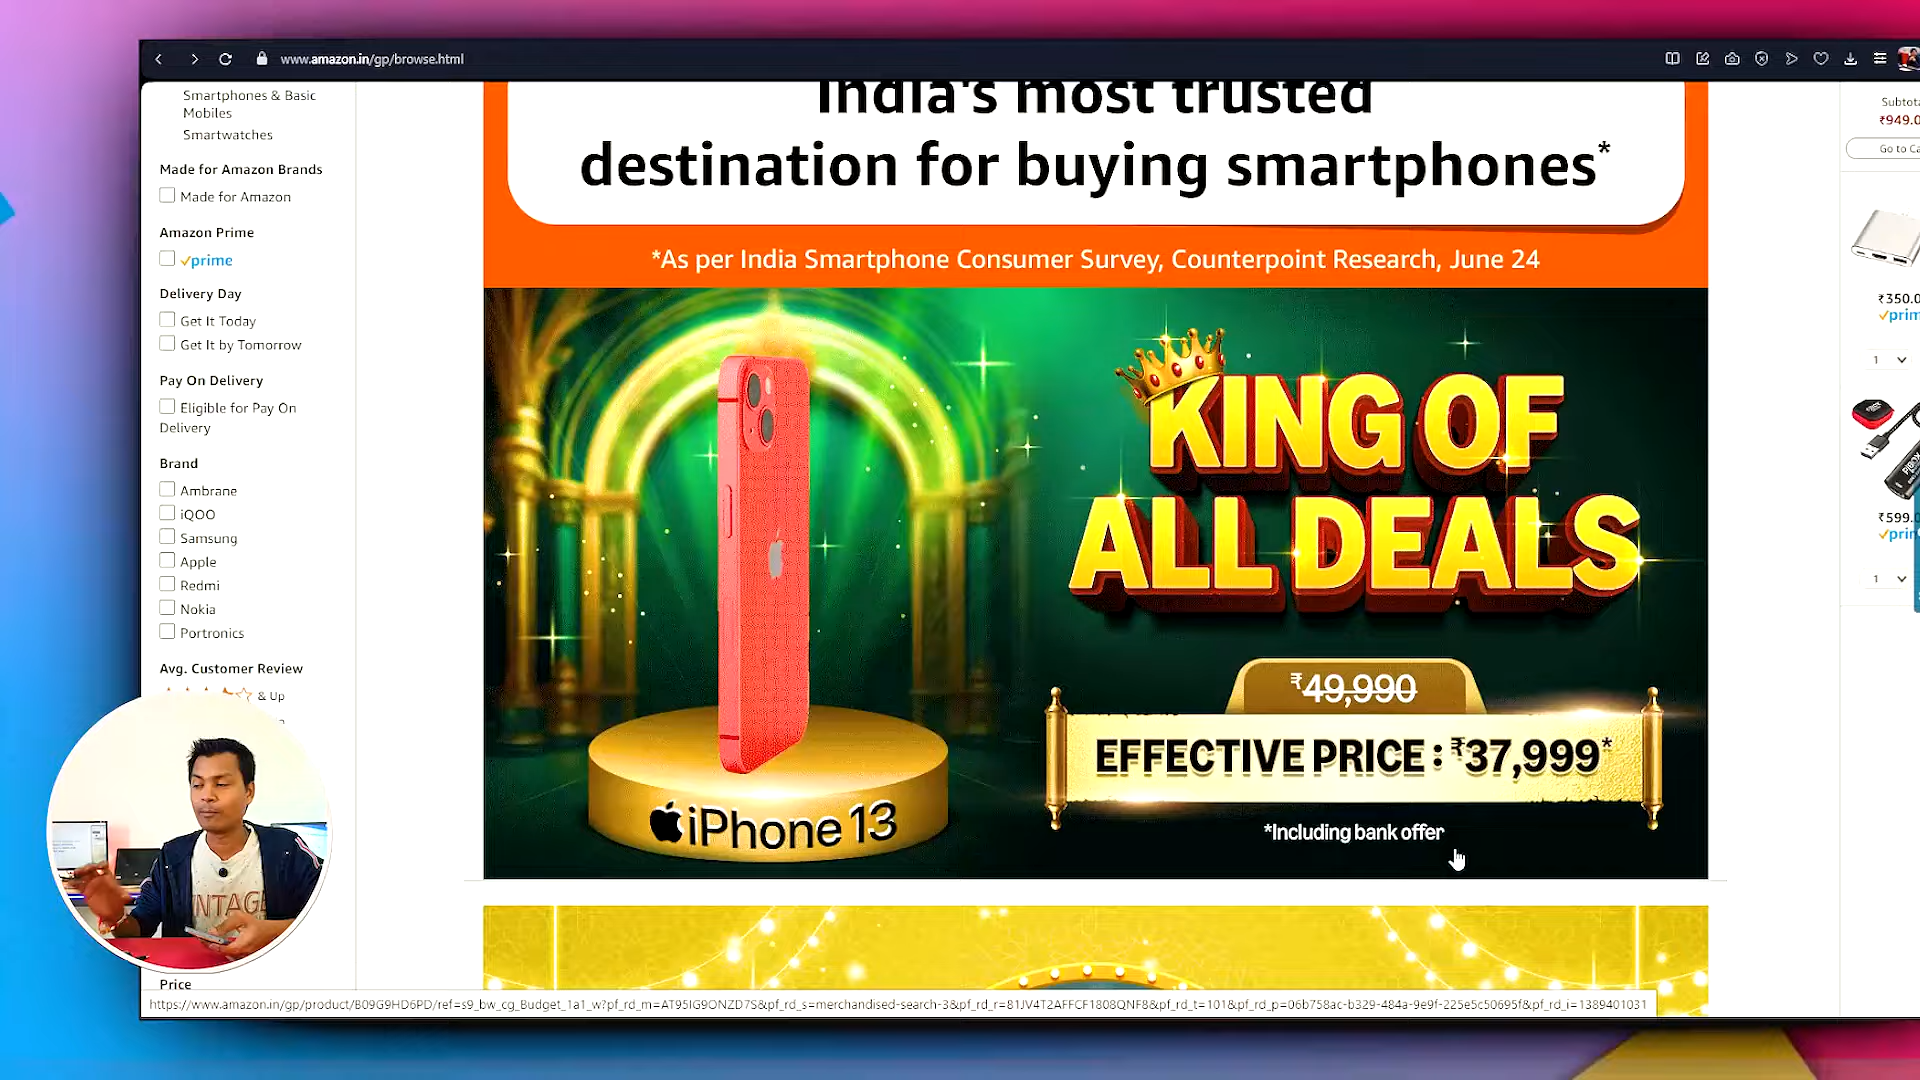 www.amazon.in/gp/browse.html
Smartphones & Basic
Mobiles
Smartwatches
Made for Amazon Brands
Made for Amazon
Amazon Prime
prime
Delivery Day
Get It Today
Get It by Tomorrow
Pay On Delivery
Eligible for Pay On
Delivery
Brand
Ambrane
iQOO
Samsung
Apple
Redmi
Nokia
Portronics
Avg. Customer Review
& Up
Price
India's most trusted
destination for buying smartphones*
*As per India Smartphone Consumer Survey, Counterpoint Research, June 24
KING OF
ALL DEALS
₹49,990
EFFECTIVE PRICE : ₹37,999*
*Including bank offer
iPhone 13
₹949.0
Go to
₹350.0
1
₹599.0
1
VINTAGE
https://www.amazon.in/gp/product/B09G9HD6PD/ref=s9_bw_cg_Budget_1a1_w?pf_rd_m=AT95IG9ONZD7S&pf_rd_s=merchandised-search-3&pf_rd_r=81JV4T2AFFCF1808QNF8&pf_rd_t=101&pf_rd_p=06b758ac-b329-484a-9e9f-225e5c50695f&pf_rd_i=1389401031